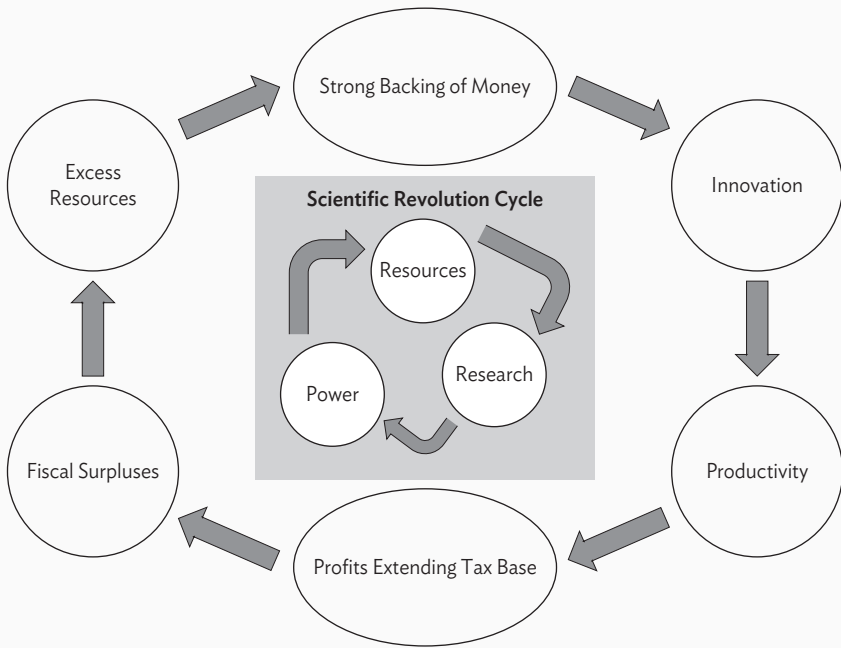 Strong Backing of Money
Excess
Resources
Innovation
Scientific Revolution Cycle
Resources
Research
Power
Fiscal Surpluses
Productivity
Profits Extending Tax Base